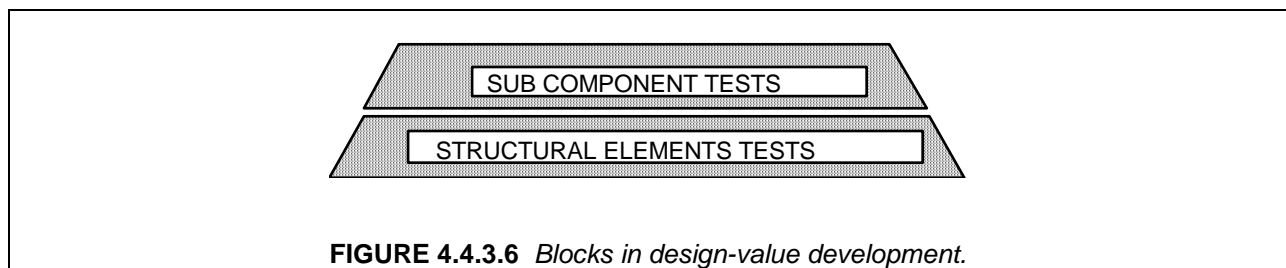 SUB COMPONENT TESTS
STRUCTURAL ELEMENTS TESTS
FIGURE 4.4.3.6 Blocks in design-value development.